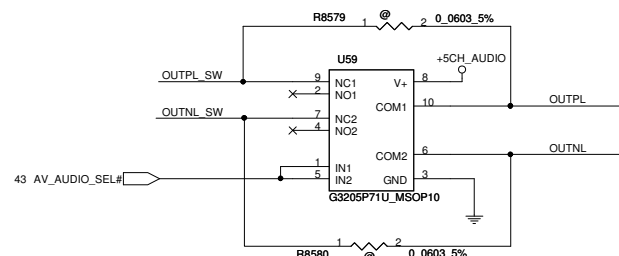 R8579 1 @ 2 0_0603_5%
U59
+5CH_AUDIO
OUTPL_SW 9 NC1 V+ 8
2 NO1
COM1 10 OUTPL
OUTNL_SW 7 NC2
4 NO2
COM2 6 OUTNL
1 IN1
43 AV_AUDIO_SEL# 5 IN2 GND 3
G3205P71U_MSOP10
R8580 1 @ 2 0_0603_5%